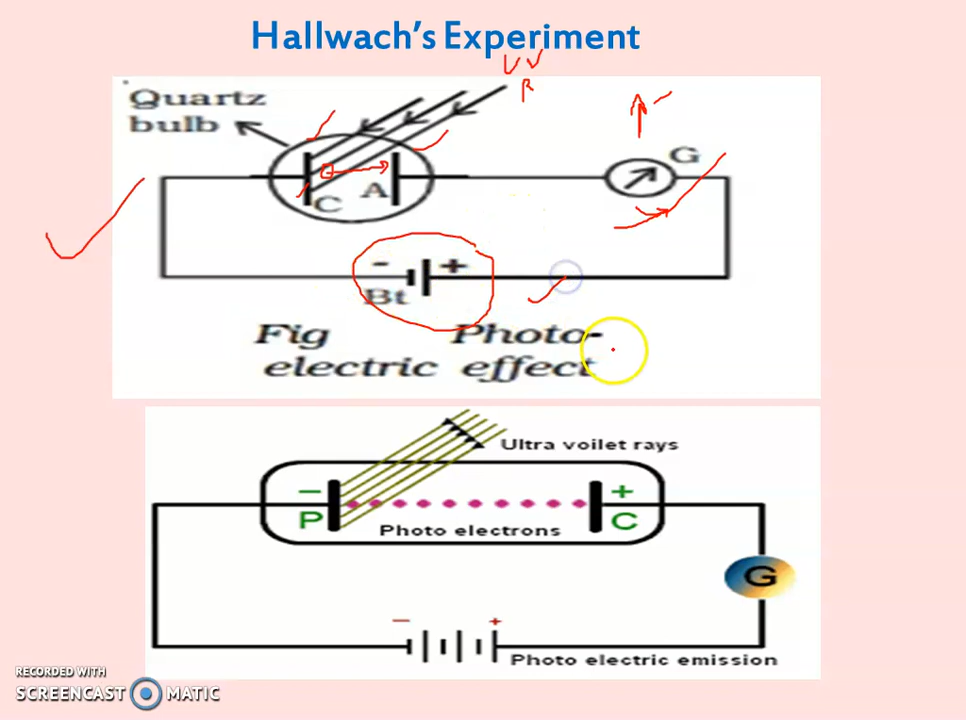 Hallwach's Experiment
UV
R
Quartz
bulb
G
C
A
- +
Bt
Fig Photo-
electric effect
Ultra voilet rays
- +
P C
Photo electrons
G
- +
Photo electric emission
RECORDED WITH
SCREENCAST MATIC